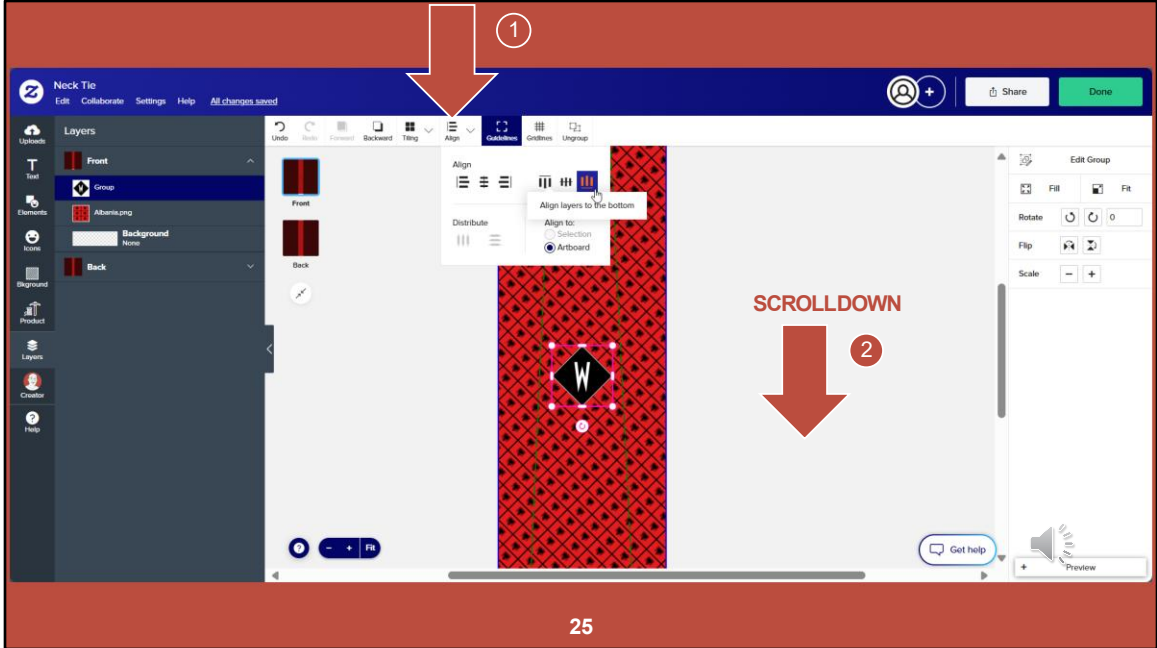 1
Neck Tie
Edit Collaborate Settings Help All changes saved
Share
Done
Uploads
Text
Elements
Icons
Bkground
Product
Layers
Creator
Help
Layers
Front
Group
Albania.png
Background
None
Back
Undo Redo Forward Backward Tiling Align Guidelines Gridlines Ungroup
Front
Back
Align
Align layers to the bottom
Distribute
Align to:
Selection
Artboard
W
SCROLLDOWN
2
Fit
Get help
Edit Group
Fill Fit
Rotate 0
Flip
Scale
Preview
25